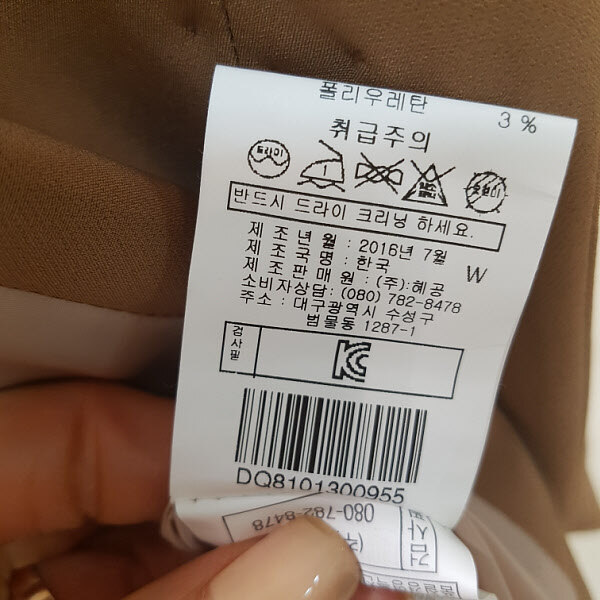 폴리우레탄 3 %
취급주의
드라이
반드시 드라이 크리닝 하세요.
제 조 년 월 : 2016년 7월
제 조 국 명 : 한국
제 조 판 매 원 : (주):혜공
W
소비자상담: (080) 782-8478
주소 : 대구광역시 수성구
범물동 1287-1
검사필
KC
DQ8101300955
080-782-8478
(주)
검사필